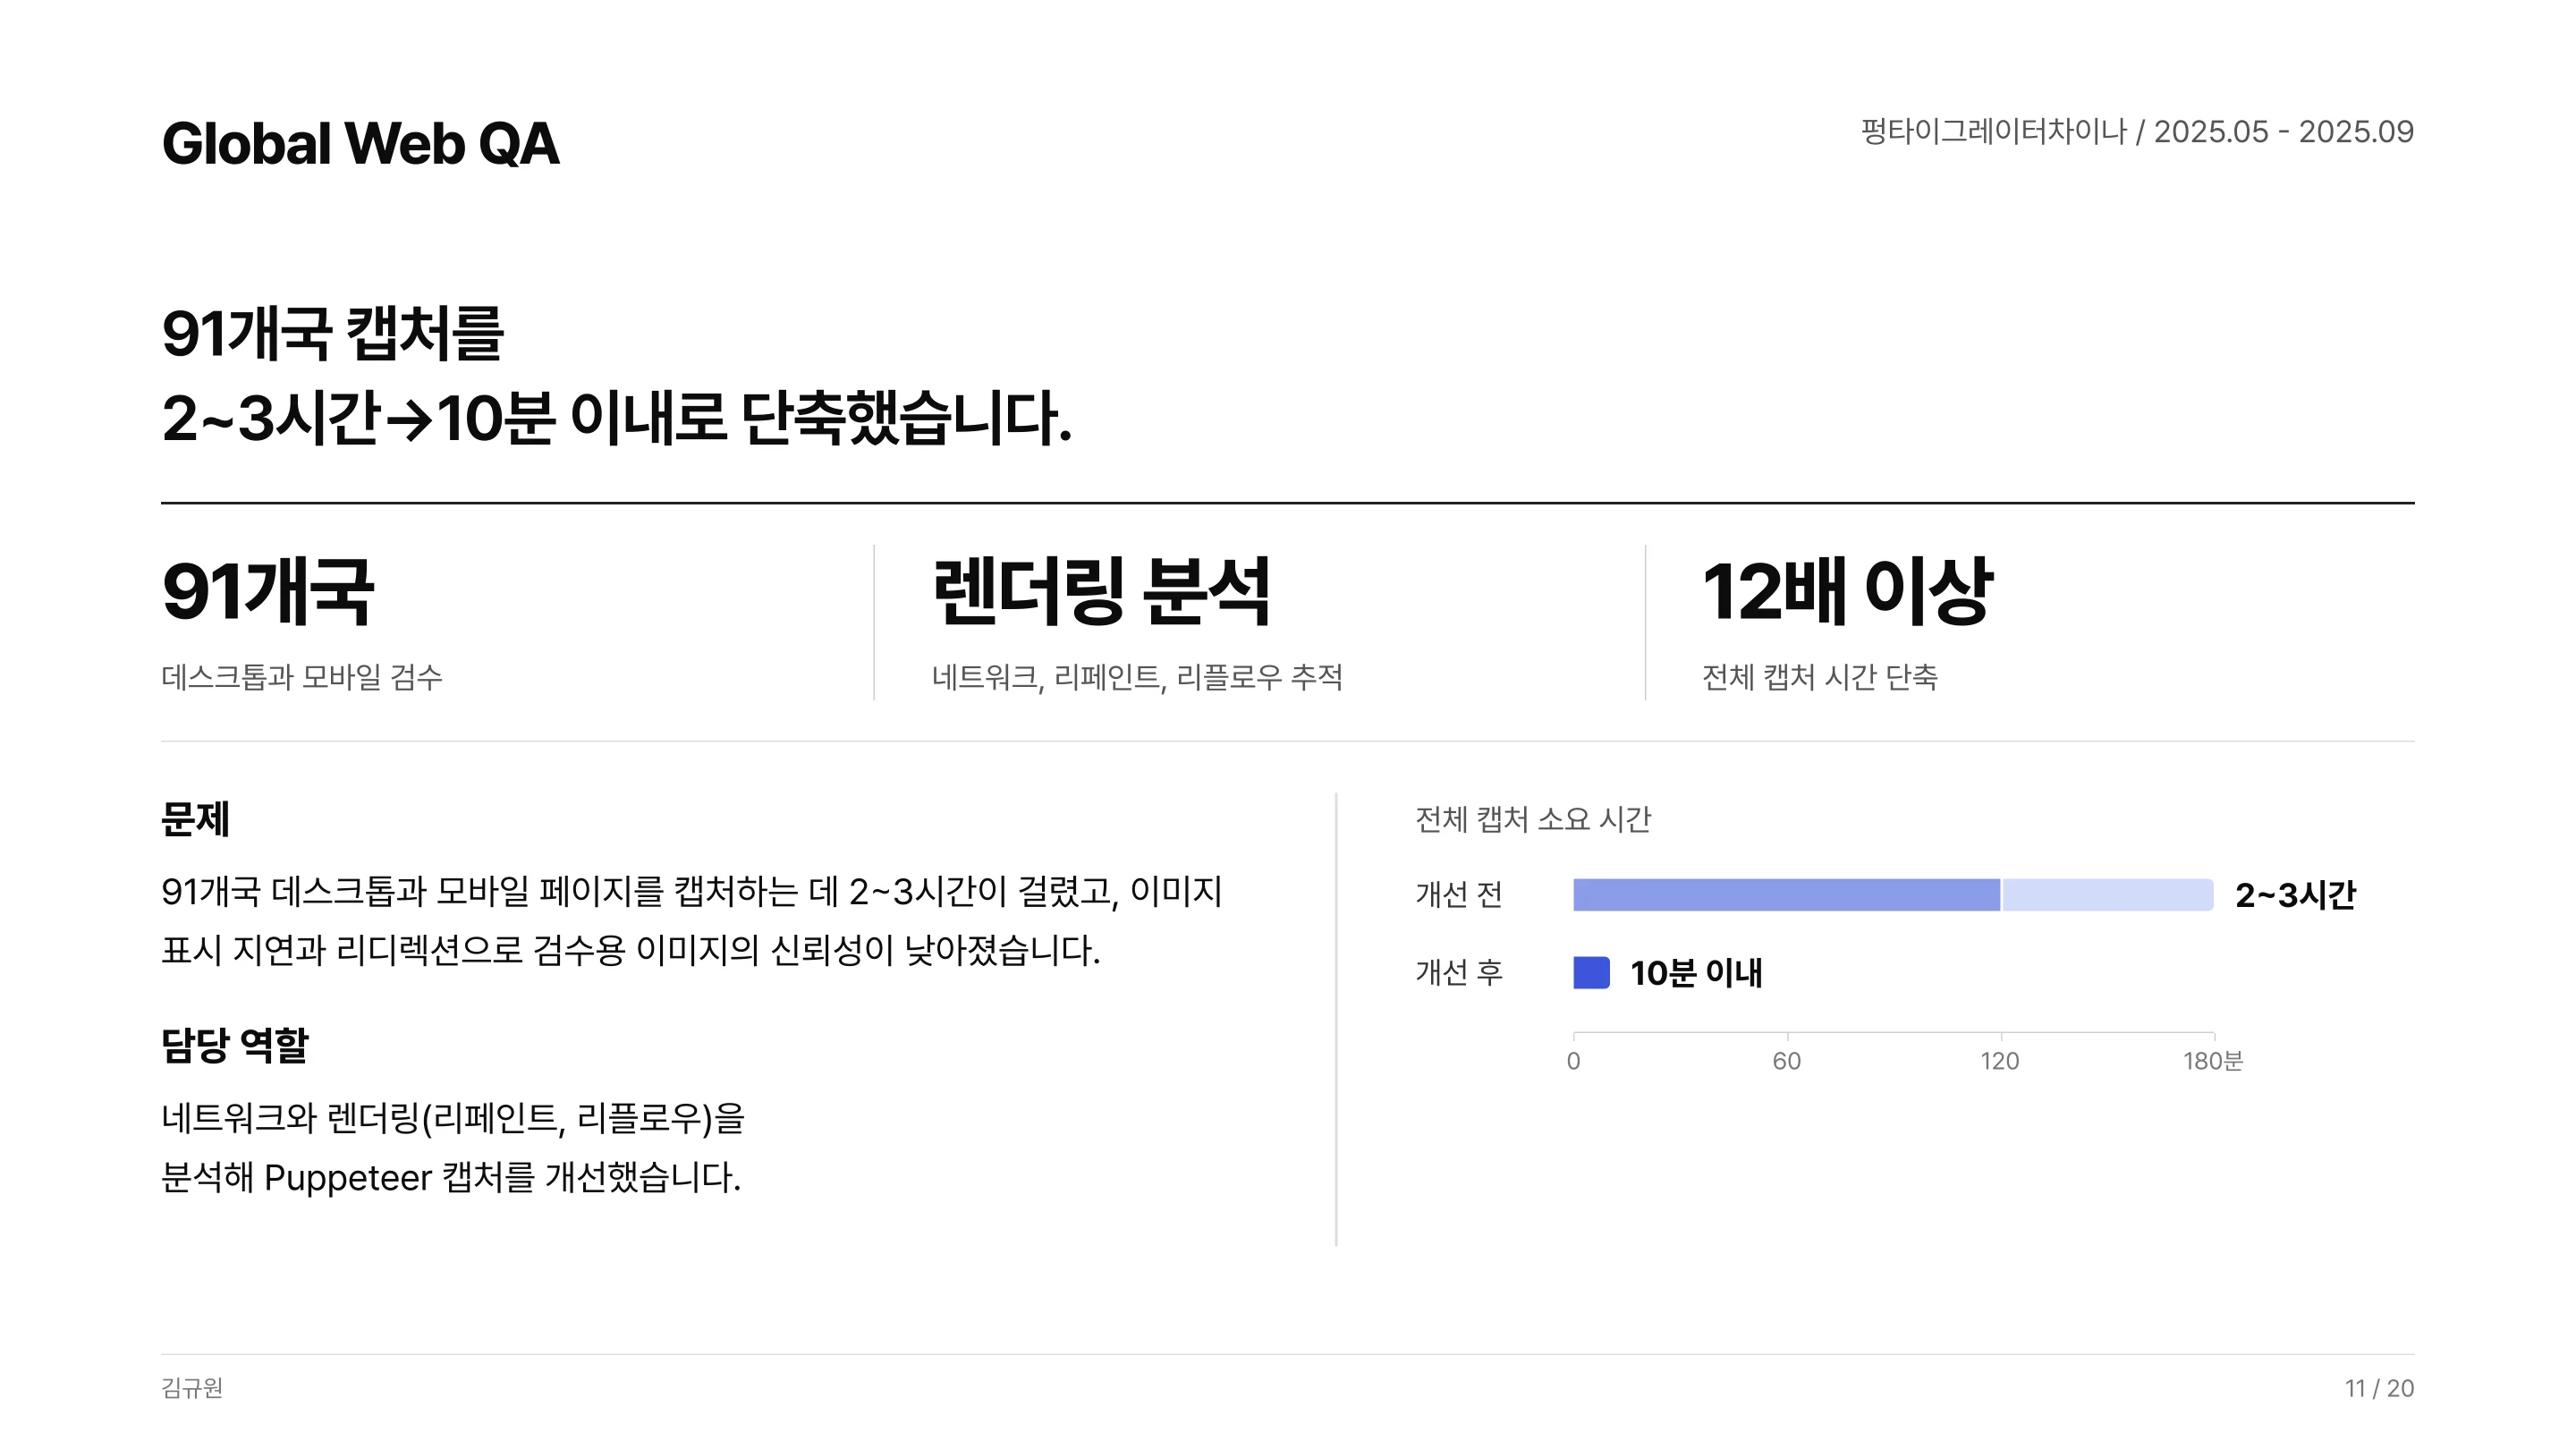 Global Web QA
펑타이그레이터차이나 / 2025.05 - 2025.09
91개국 캡처를
2~3시간→10분 이내로 단축했습니다.
91개국
데스크톱과 모바일 검수
렌더링 분석
네트워크, 리페인트, 리플로우 추적
12배 이상
전체 캡처 시간 단축
문제
91개국 데스크톱과 모바일 페이지를 캡처하는 데 2~3시간이 걸렸고, 이미지
표시 지연과 리디렉션으로 검수용 이미지의 신뢰성이 낮아졌습니다.
담당 역할
네트워크와 렌더링(리페인트, 리플로우)을
분석해 Puppeteer 캡처를 개선했습니다.
전체 캡처 소요 시간
개선 전 2~3시간
개선 후 10분 이내
0 60 120 180분
김규원
11 / 20